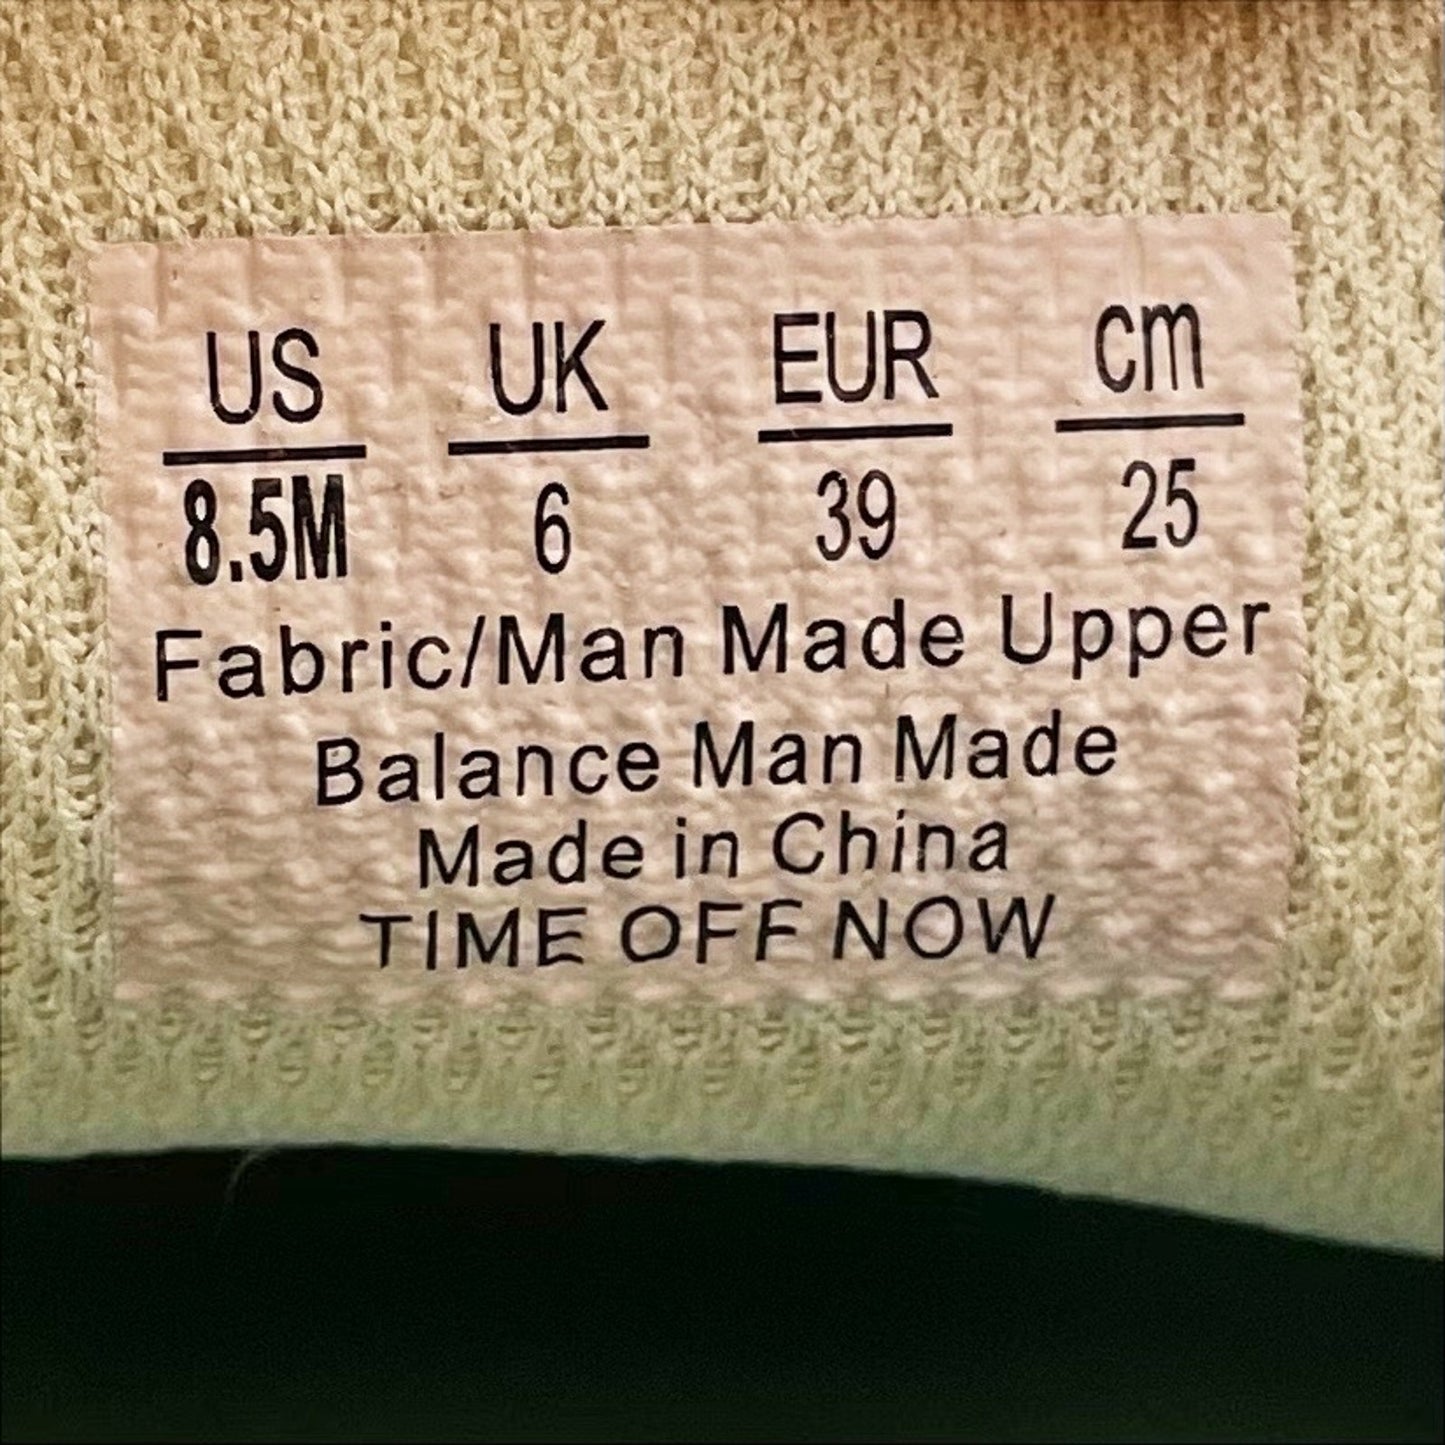 US UK EUR cm
8.5M 6 39 25
Fabric/Man Made Upper
Balance Man Made
Made in China
TIME OFF NOW